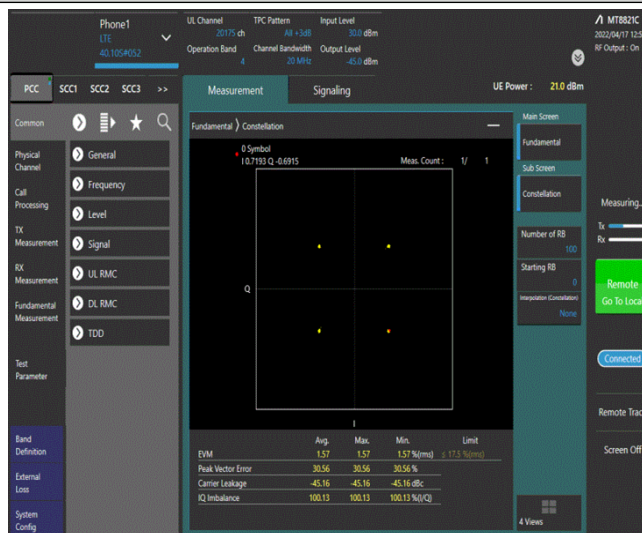 Phone1
LTE
40.10S#052
UL Channel
20175 ch
TPC Pattern
All +3dB
Input Level
30.0 dBm
Operation Band
4
Channel Bandwidth
20 MHz
Output Level
-45.0 dBm
MT8821C
2022/04/17 12:5
RF Output : On
PCC
SCC1
SCC2
SCC3
>>
Measurement
Signaling
UE Power : 21.0 dBm
Common
Physical
Channel
Call
Processing
TX
Measurement
RX
Measurement
Fundamental
Measurement
Test
Parameter
Band
Definition
External
Loss
System
Config
General
Frequency
Level
Signal
UL RMC
DL RMC
TDD
Fundamental > Constellation
0 Symbol
I 0.7193 Q -0.6915
Meas. Count : 1/ 1
Q
I
Avg. Max. Min. Limit
EVM 1.57 1.57 1.57 %(rms) ≤ 17.5 %(rms)
Peak Vector Error 30.56 30.56 30.56 %
Carrier Leakage -45.16 -45.16 -45.16 dBc
IQ Imbalance 100.13 100.13 100.13 %(I/Q)
Main Screen
Fundamental
Sub Screen
Constellation
Number of RB
100
Starting RB
0
Interpolation (Constellation)
None
4 Views
Measuring..
Tx
Rx
Remote
Go To Local
Connected
Remote Trac
Screen Off